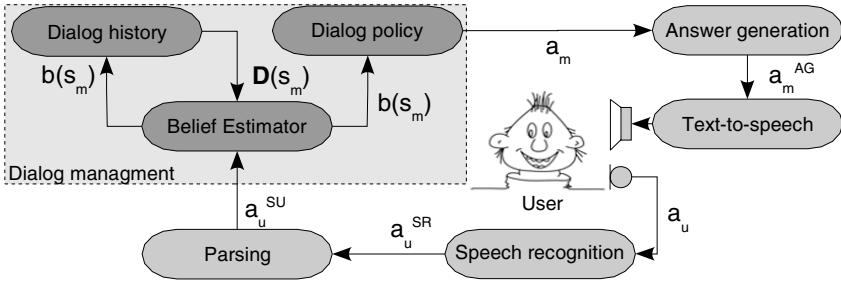 Dialog history
Dialog policy
Answer generation
a_m
b(s_m)
D(s_m)
b(s_m)
a_m^AG
Belief Estimator
Text-to-speech
Dialog managment
User
a_u^SU
a_u^SR
a_u
Parsing
Speech recognition